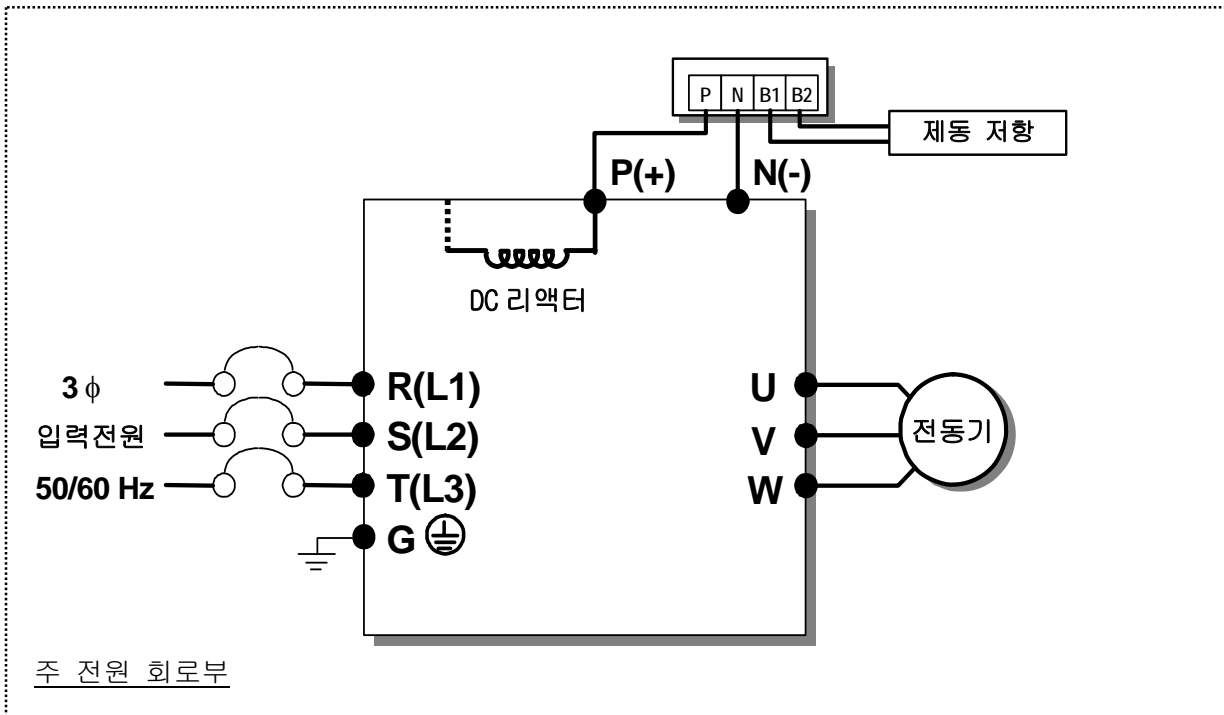 P N B1 B2
제동 저항
P(+) N(-)
DC 리액터
3 ϕ
입력전원
50/60 Hz
R(L1)
S(L2)
T(L3)
G
U
V
W
전동기
주 전원 회로부